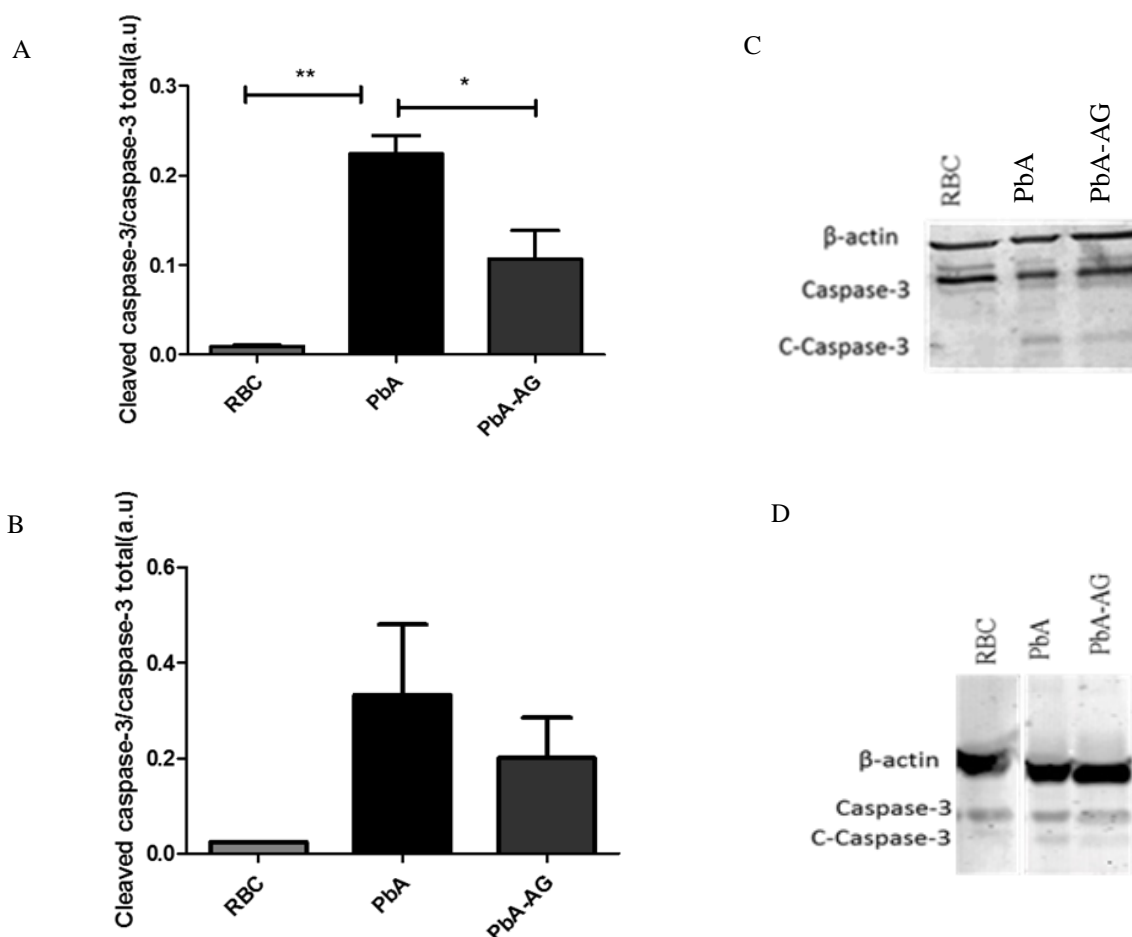 A
Cleaved caspase-3/caspase-3 total(a.u)
0.3
0.2
0.1
0.0
**
*
RBC
PbA
PbA-AG
C
RBC
PbA
PbA-AG
β-actin
Caspase-3
C-Caspase-3
B
Cleaved caspase-3/caspase-3 total(a.u)
0.6
0.4
0.2
0.0
RBC
PbA
PbA-AG
D
RBC
PbA
PbA-AG
β-actin
Caspase-3
C-Caspase-3